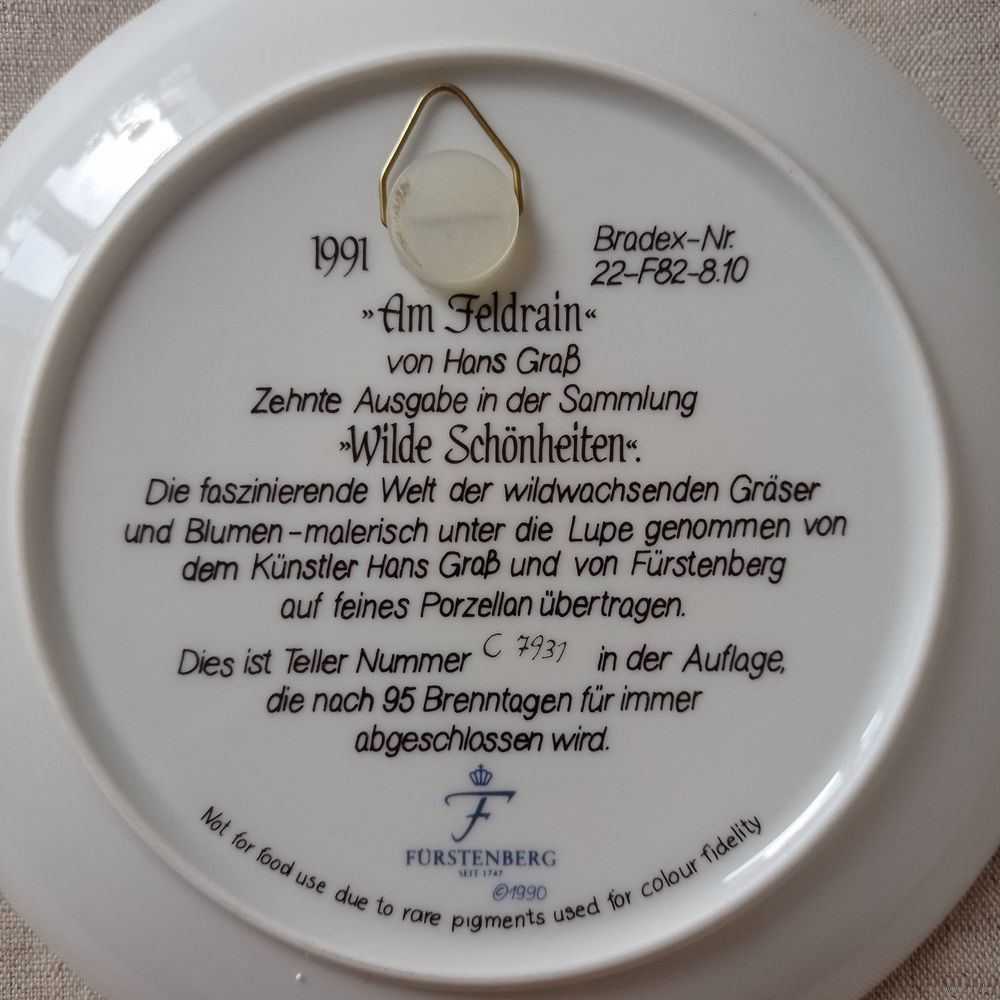 1991
Bradex-Nr.
22-F82-8.10
»Am Feldrain«
von Hans Graß
Zehnte Ausgabe in der Sammlung
»Wilde Schönheiten«.
Die faszinierende Welt der wildwachsenden Gräser
und Blumen - malerisch unter die Lupe genommen von
dem Künstler Hans Graß und von Fürstenberg
auf feines Porzellan übertragen.
Dies ist Teller Nummer C 7931 in der Auflage,
die nach 95 Brenntagen für immer
abgeschlossen wird.
F
FÜRSTENBERG
SEIT 1747
©1990
Not for food use due to rare pigments used for colour fidelity